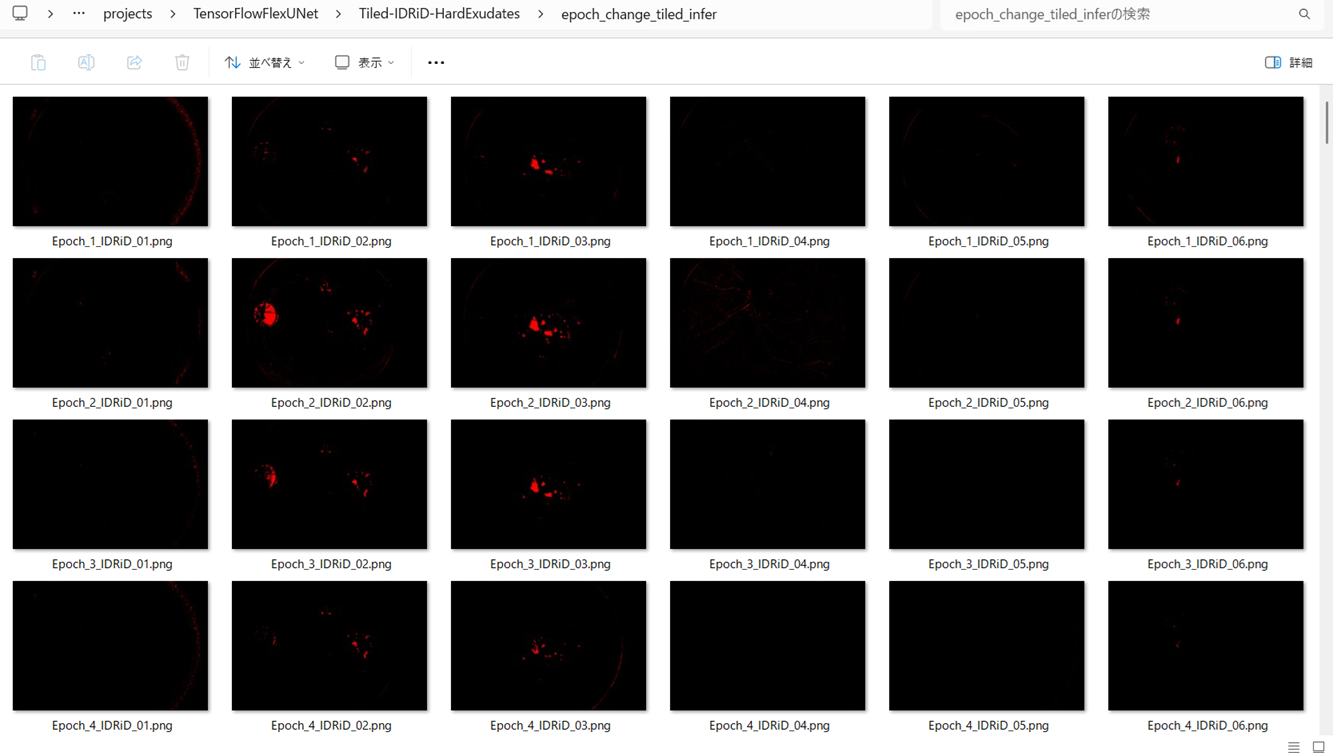 projects TensorFlowFlexUNet Tiled-IDRiD-HardExudates epoch_change_tiled_infer epoch_change_tiled_inferの検索
並べ替え 表示 詳細
Epoch_1_IDRiD_01.png Epoch_1_IDRiD_02.png Epoch_1_IDRiD_03.png Epoch_1_IDRiD_04.png Epoch_1_IDRiD_05.png Epoch_1_IDRiD_06.png
Epoch_2_IDRiD_01.png Epoch_2_IDRiD_02.png Epoch_2_IDRiD_03.png Epoch_2_IDRiD_04.png Epoch_2_IDRiD_05.png Epoch_2_IDRiD_06.png
Epoch_3_IDRiD_01.png Epoch_3_IDRiD_02.png Epoch_3_IDRiD_03.png Epoch_3_IDRiD_04.png Epoch_3_IDRiD_05.png Epoch_3_IDRiD_06.png
Epoch_4_IDRiD_01.png Epoch_4_IDRiD_02.png Epoch_4_IDRiD_03.png Epoch_4_IDRiD_04.png Epoch_4_IDRiD_05.png Epoch_4_IDRiD_06.png